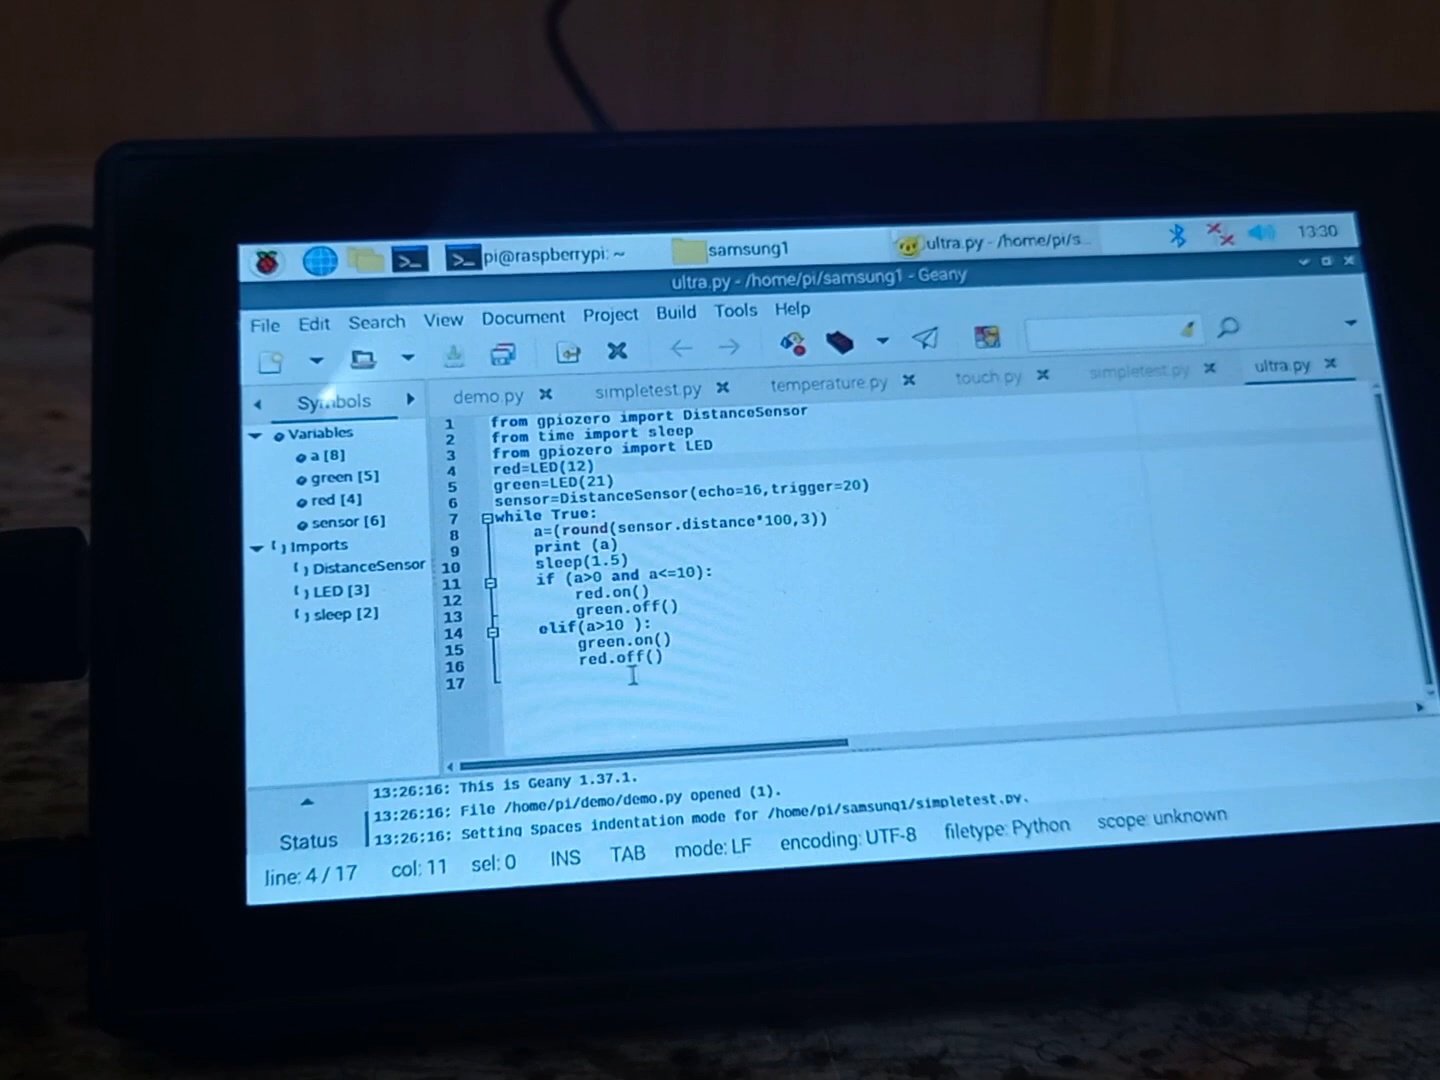 pi@raspberrypi: ~
samsung1
ultra.py - /home/pi/s...
13:30
ultra.py - /home/pi/samsung1 - Geany
File Edit Search View Document Project Build Tools Help
Symbols
demo.py simpletest.py temperature.py touch.py simpletest.py ultra.py
Variables
a [8]
green [5]
red [4]
sensor [6]
Imports
DistanceSensor
LED [3]
sleep [2]
1 from gpiozero import DistanceSensor
2 from time import sleep
3 from gpiozero import LED
4 red=LED(12)
5 green=LED(21)
6 sensor=DistanceSensor(echo=16,trigger=20)
7 while True:
8 a=(round(sensor.distance*100,3))
9 print (a)
10 sleep(1.5)
11 if (a>0 and a<=10):
12 red.on()
13 green.off()
14 elif(a>10 ):
15 green.on()
16 red.off()
17
Status
13:26:16: This is Geany 1.37.1.
13:26:16: File /home/pi/demo/demo.py opened (1).
13:26:16: Setting Spaces indentation mode for /home/pi/samsung1/simpletest.py.
line: 4 / 17 col: 11 sel: 0 INS TAB mode: LF encoding: UTF-8 filetype: Python scope: unknown